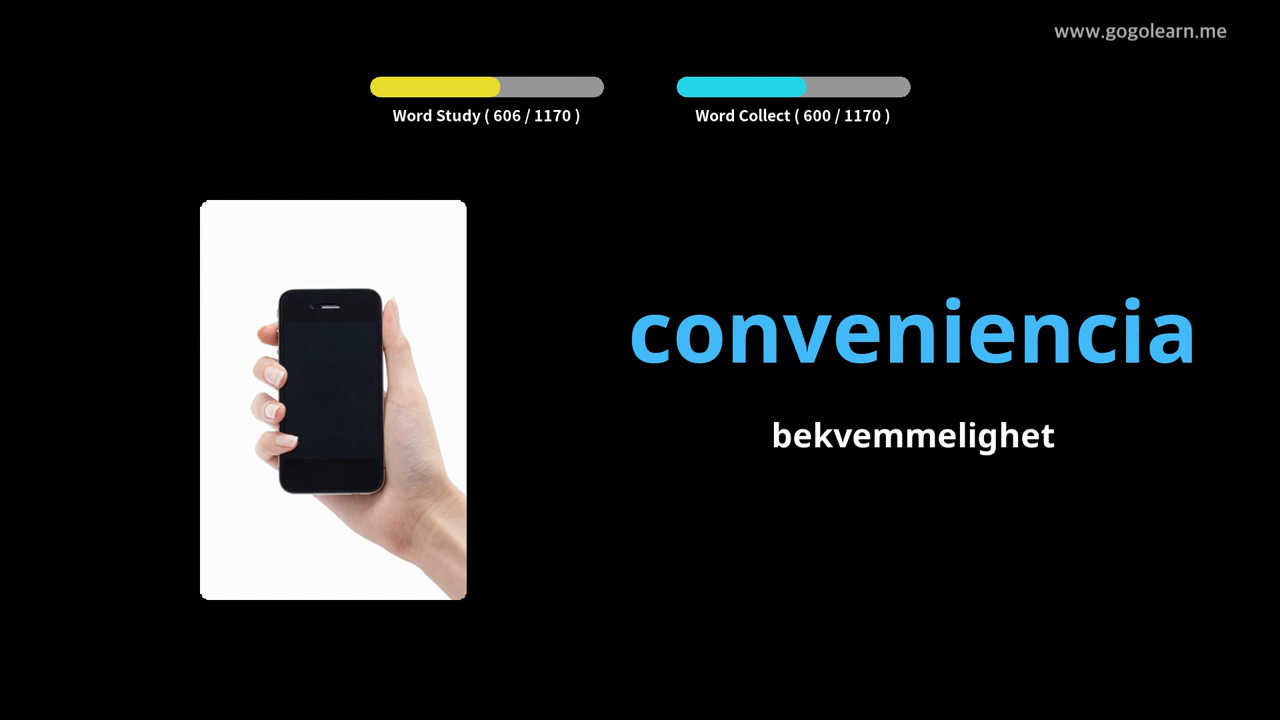 www.gogolearn.me
Word Study ( 606 / 1170 )
Word Collect ( 600 / 1170 )
conveniencia
bekvemmelighet